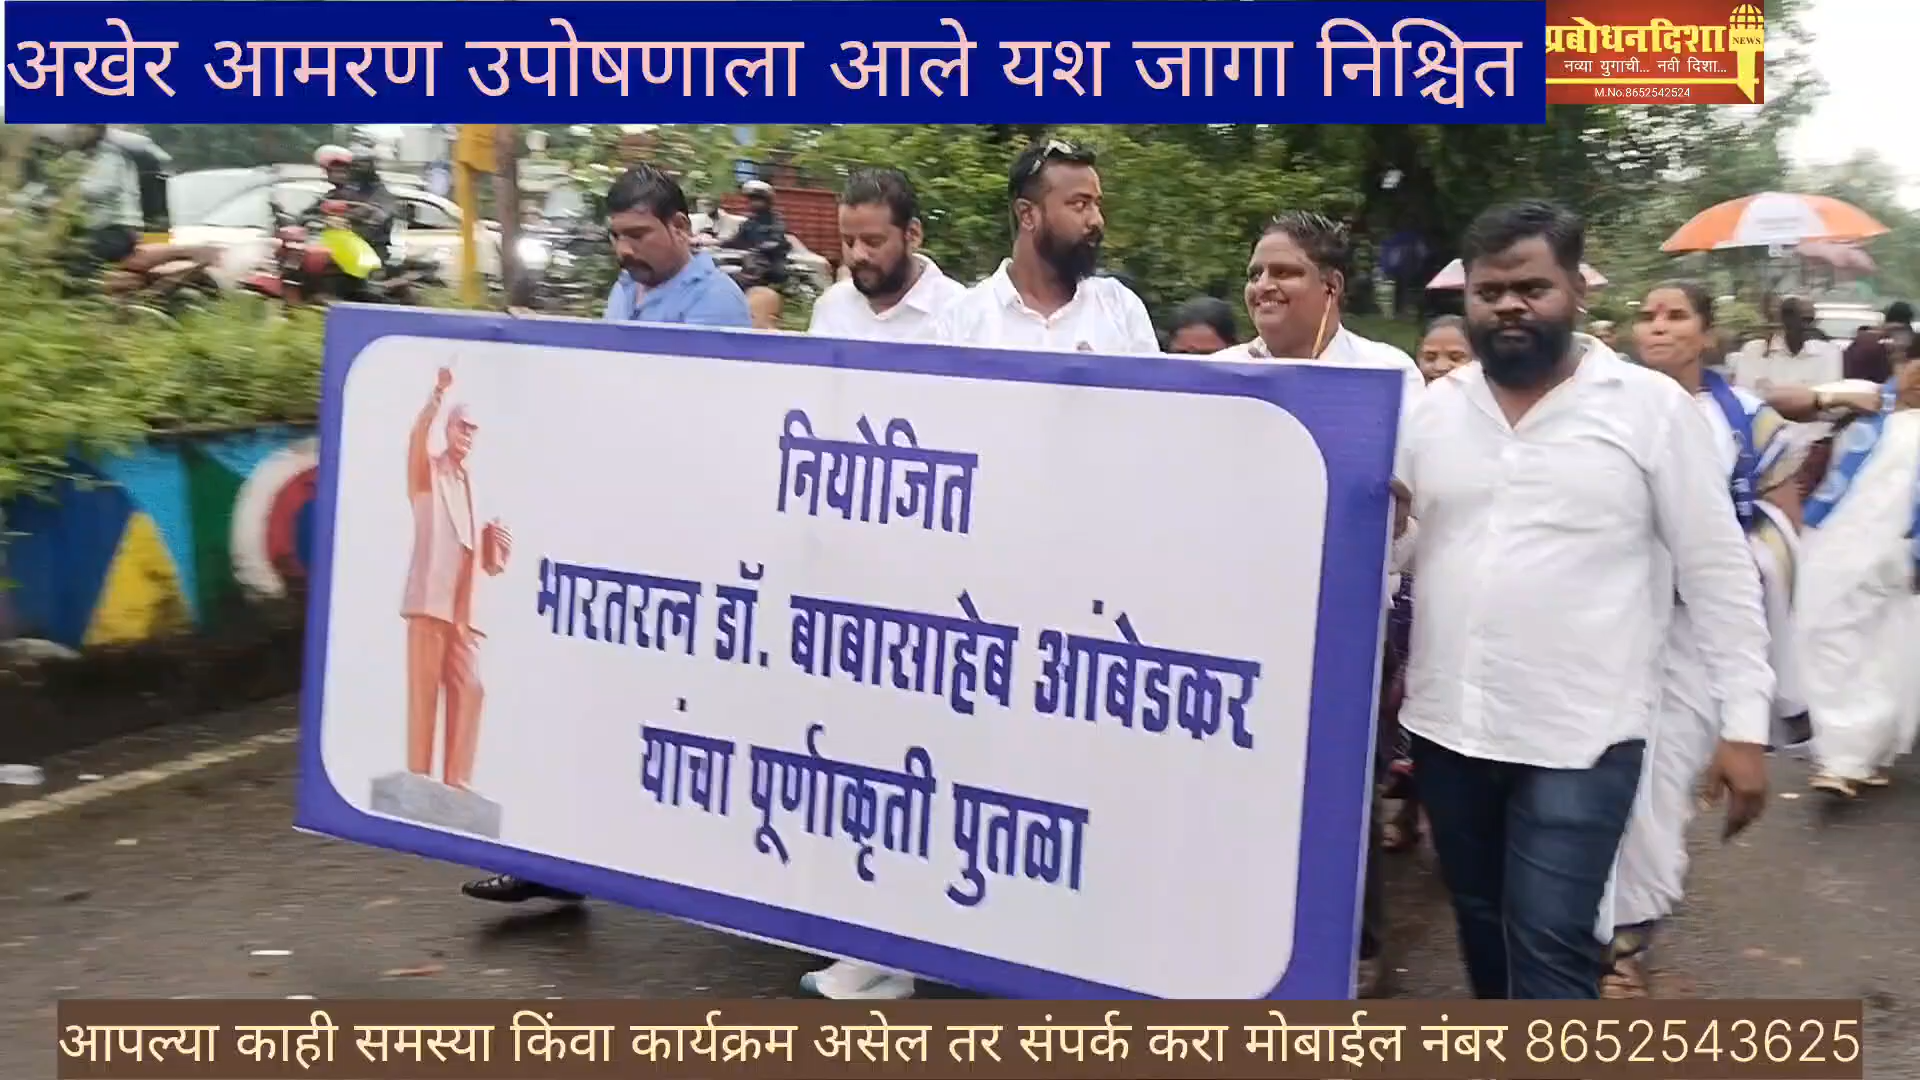 अखेर आमरण उपोषणाला आले यश जागा निश्चित
प्रबोधनदिशा
NEWS
नव्या युगाची... नवी दिशा...
M.No.8652542524
नियोजित
भारतरत्न डॉ. बाबासाहेब आंबेडकर
यांचा पूर्णाकृती पुतळा
आपल्या काही समस्या किंवा कार्यक्रम असेल तर संपर्क करा मोबाईल नंबर 8652543625